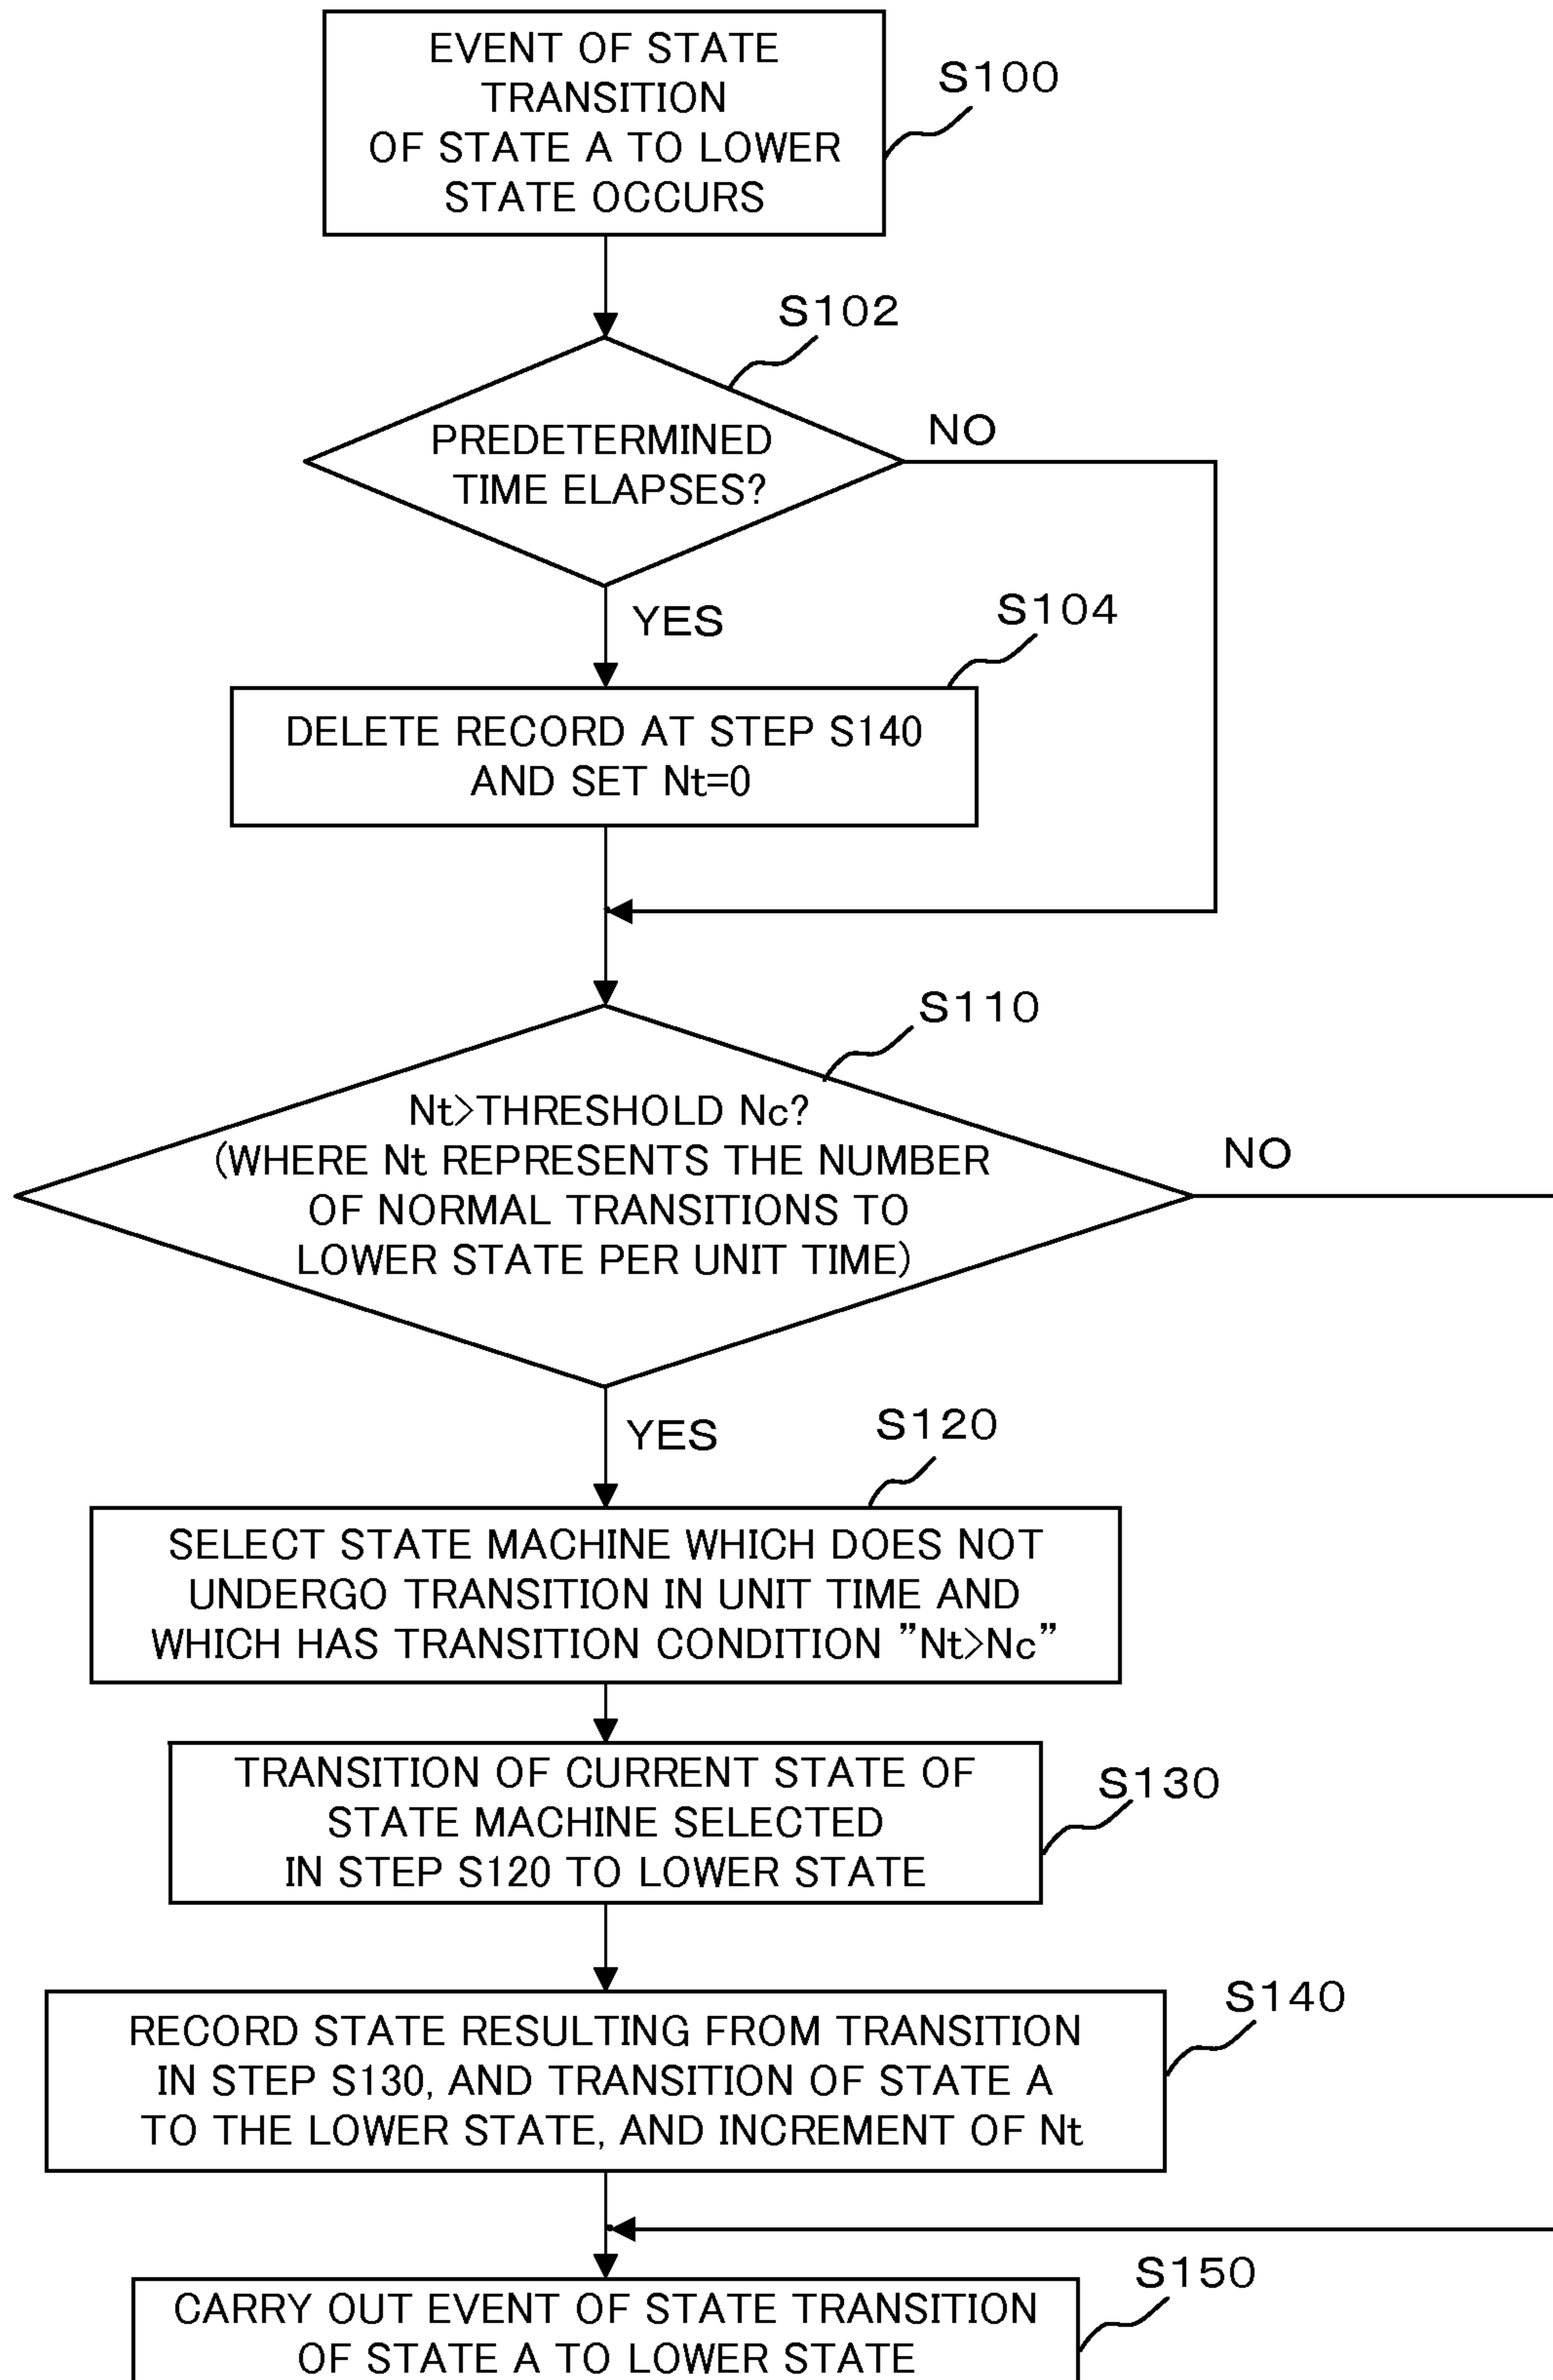 EVENT OF STATE
TRANSITION
OF STATE A TO LOWER
STATE OCCURS
S100
S102
PREDETERMINED
TIME ELAPSES?
NO
YES
S104
DELETE RECORD AT STEP S140
AND SET Nt=0
S110
Nt>THRESHOLD Nc?
(WHERE Nt REPRESENTS THE NUMBER
OF NORMAL TRANSITIONS TO
LOWER STATE PER UNIT TIME)
NO
YES
S120
SELECT STATE MACHINE WHICH DOES NOT
UNDERGO TRANSITION IN UNIT TIME AND
WHICH HAS TRANSITION CONDITION ”Nt>Nc”
TRANSITION OF CURRENT STATE OF
STATE MACHINE SELECTED
IN STEP S120 TO LOWER STATE
S130
S140
RECORD STATE RESULTING FROM TRANSITION
IN STEP S130, AND TRANSITION OF STATE A
TO THE LOWER STATE, AND INCREMENT OF Nt
S150
CARRY OUT EVENT OF STATE TRANSITION
OF STATE A TO LOWER STATE